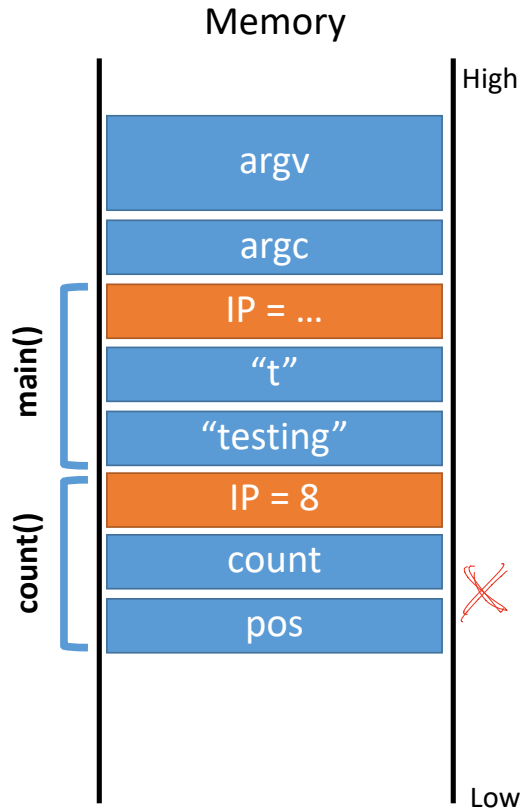 Memory
High
argv
argc
IP = ...
"t"
"testing"
main()
IP = 8
count
pos
count()
Low